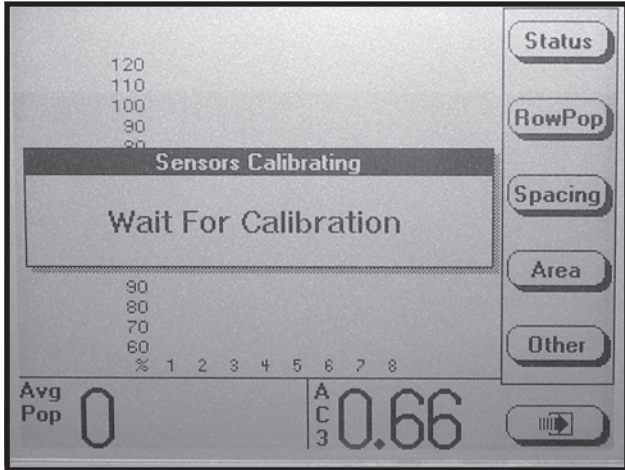 Status
120
110
100
90
80
RowPop
Sensors Calibrating
Wait For Calibration
Spacing
Area
90
80
70
60
% 1 2 3 4 5 6 7 8
Other
Avg
Pop 0
A
C
3 0.66